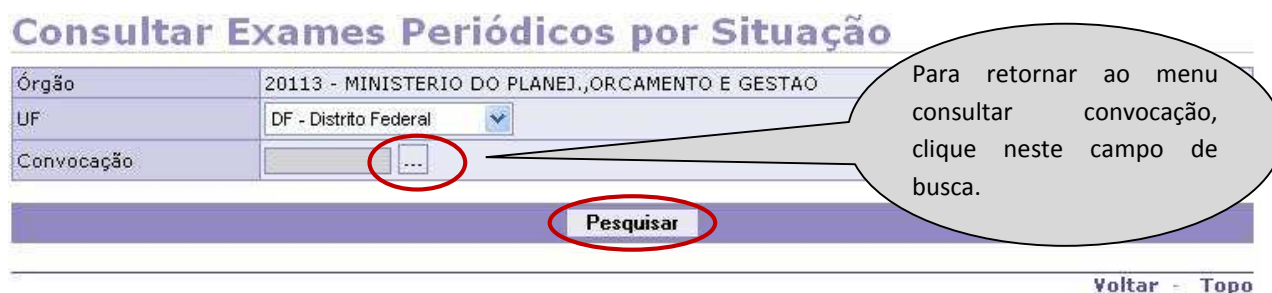 Consultar Exames Periódicos por Situação
Órgão
20113 - MINISTERIO DO PLANEJ.,ORCAMENTO E GESTAO
UF
DF - Distrito Federal
Convocação
...
Para retornar ao menu
consultar convocação,
clique neste campo de
busca.
Pesquisar
Voltar - Topo